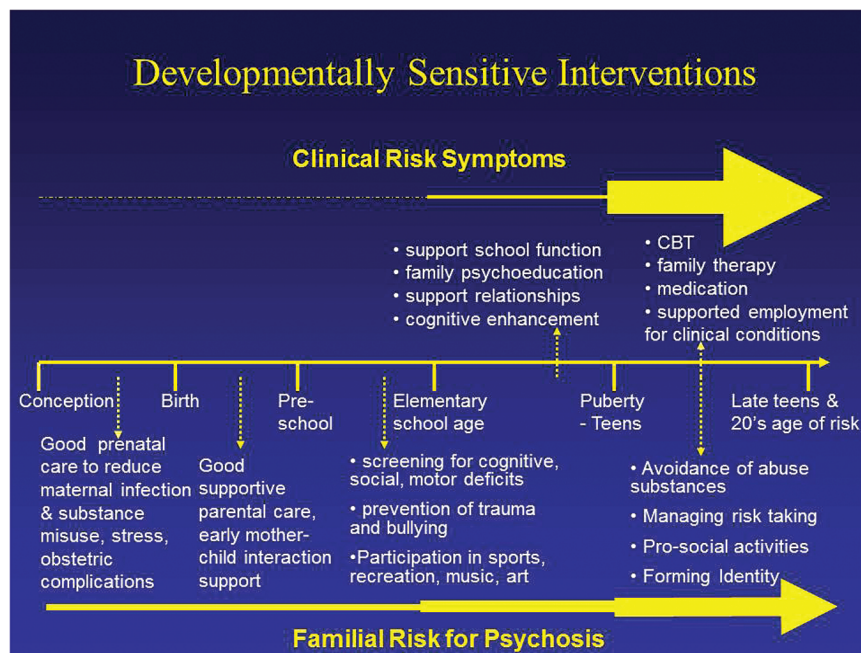 Developmentally Sensitive Interventions
Clinical Risk Symptoms
• support school function
• family psychoeducation
• support relationships
• cognitive enhancement
• CBT
• family therapy
• medication
• supported employment
for clinical conditions
Conception
Birth
Pre-
school
Elementary
school age
Puberty
- Teens
Late teens &
20's age of risk
Good prenatal
care to reduce
maternal infection
& substance
misuse, stress,
obstetric
complications
Good
supportive
parental care,
early mother-
child interaction
support
• screening for cognitive,
social, motor deficits
• prevention of trauma
and bullying
•Participation in sports,
recreation, music, art
• Avoidance of abuse
substances
• Managing risk taking
• Pro-social activities
• Forming Identity
Familial Risk for Psychosis